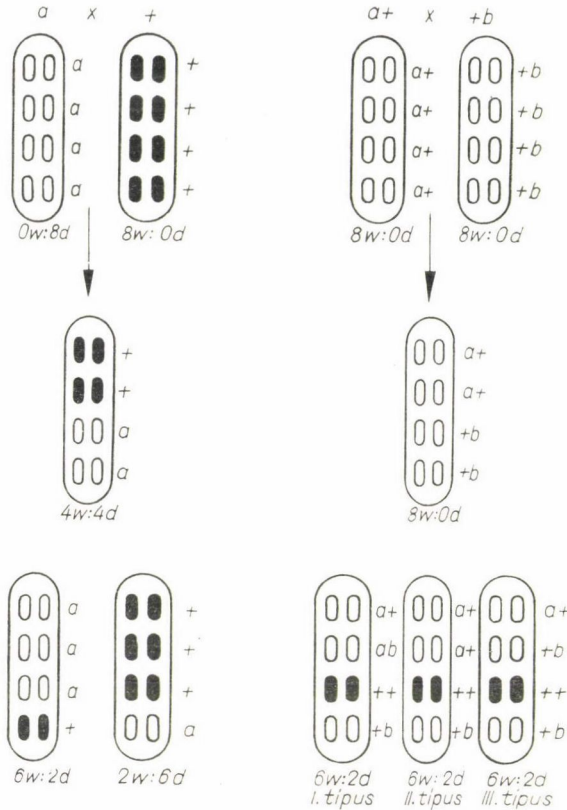 a x +
a+ x +b
a +
a +
a +
a +
0w:8d 8w:0d
a+ +b
a+ +b
a+ +b
a+ +b
8w:0d 8w:0d
+
+
a
a
4w:4d
a+
a+
+b
+b
8w:0d
a +
a +
a +
+ a
6w:2d 2w:6d
a+ a+ a+
ab a+ +b
++ ++ ++
+b +b +b
6w:2d 6w:2d 6w:2d
I. típus II. típus III. típus